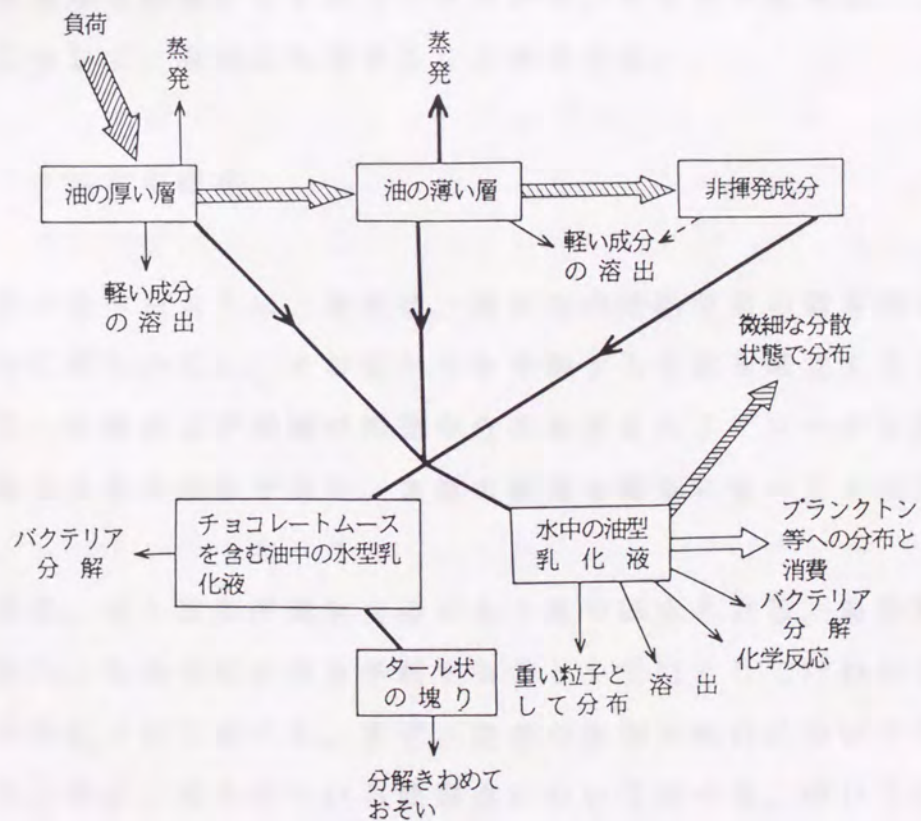 負荷
蒸発
蒸発
油の厚い層
油の薄い層
非揮発成分
軽い成分
の溶出
軽い成分
の溶出
微細な分散
状態で分布
チョコレートムース
を含む油中の水型乳
化液
水中の油型
乳化液
バクテリア
分解
プランクトン
等への分布と
消費
バクテリア
分解
化学反応
溶出
重い粒子と
して分布
タール状
の塊り
分解きわめて
おそい